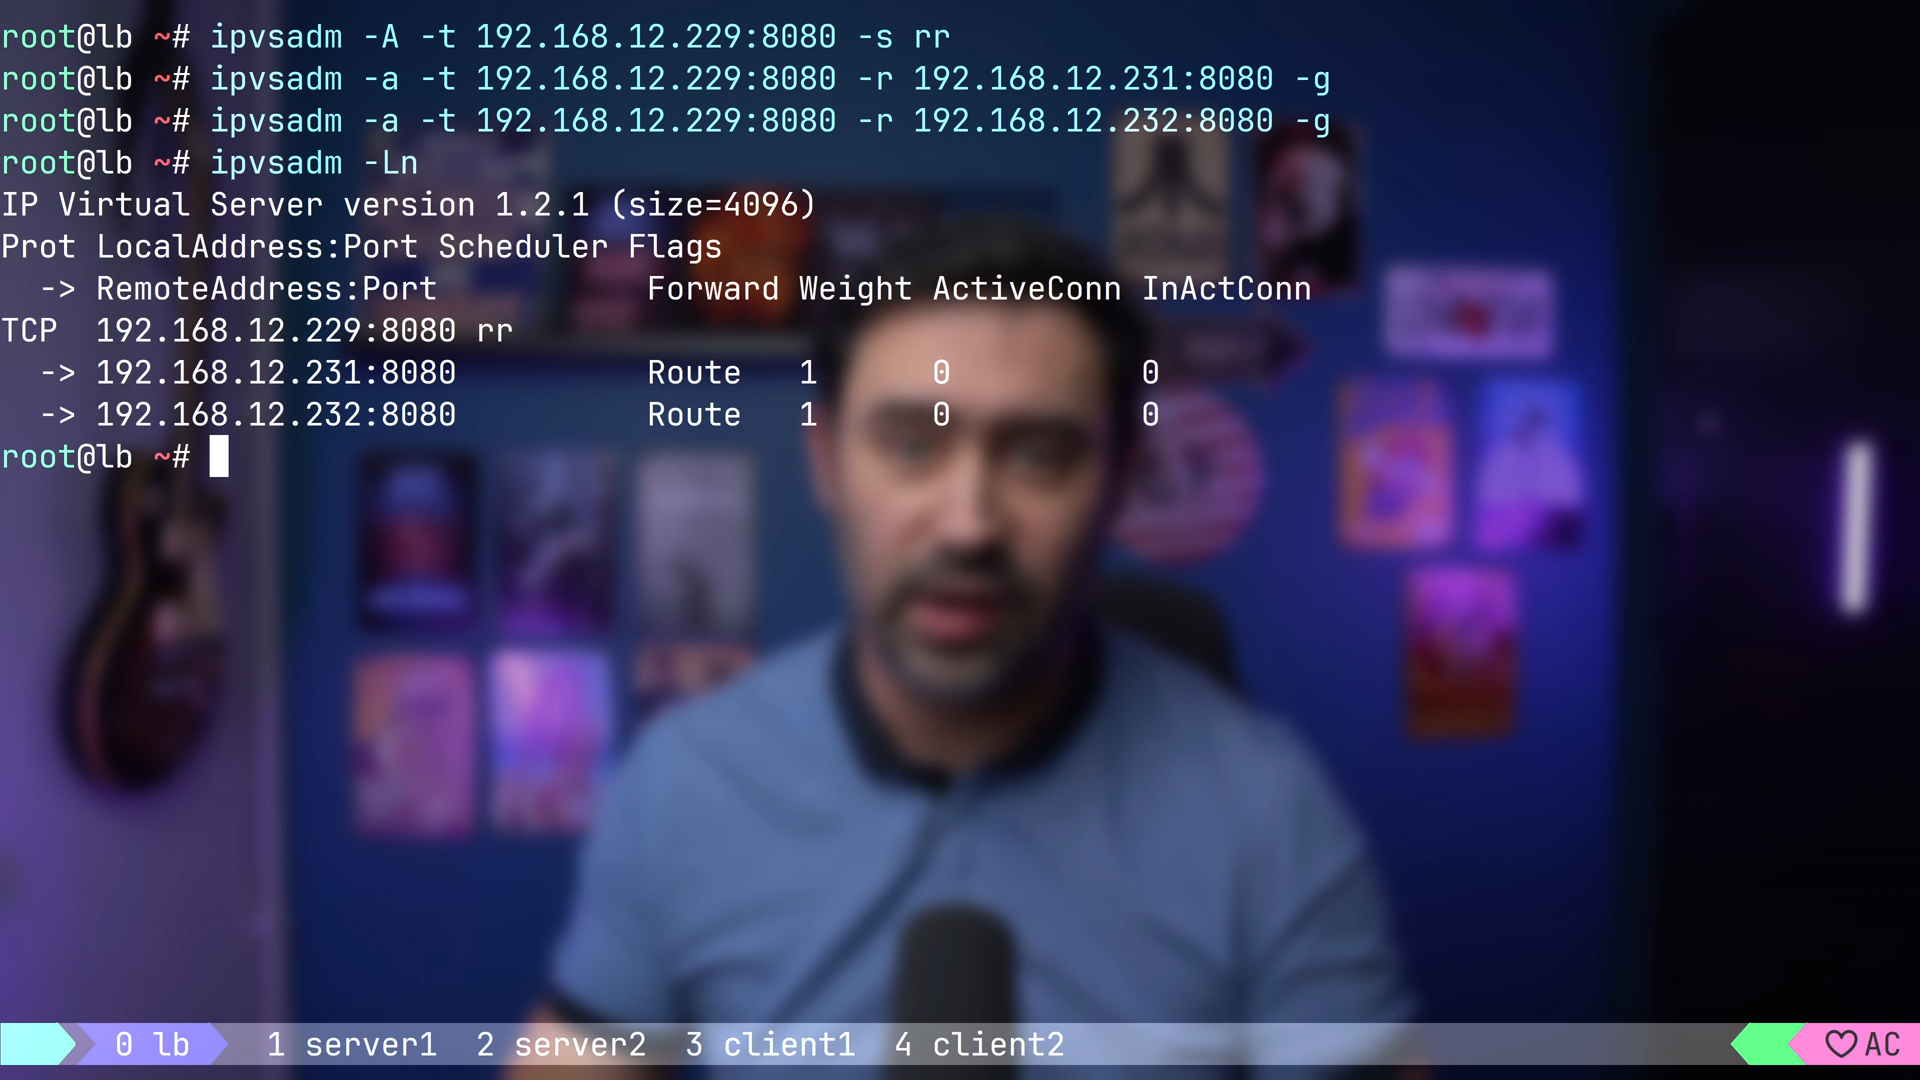 root@lb ~# ipvsadm -A -t 192.168.12.229:8080 -s rr
root@lb ~# ipvsadm -a -t 192.168.12.229:8080 -r 192.168.12.231:8080 -g
root@lb ~# ipvsadm -a -t 192.168.12.229:8080 -r 192.168.12.232:8080 -g
root@lb ~# ipvsadm -Ln
IP Virtual Server version 1.2.1 (size=4096)
Prot LocalAddress:Port Scheduler Flags
  -> RemoteAddress:Port           Forward Weight ActiveConn InActConn
TCP  192.168.12.229:8080 rr
  -> 192.168.12.231:8080          Route   1      0          0
  -> 192.168.12.232:8080          Route   1      0          0
root@lb ~#
0 lb  1 server1  2 server2  3 client1  4 client2  ♡ AC